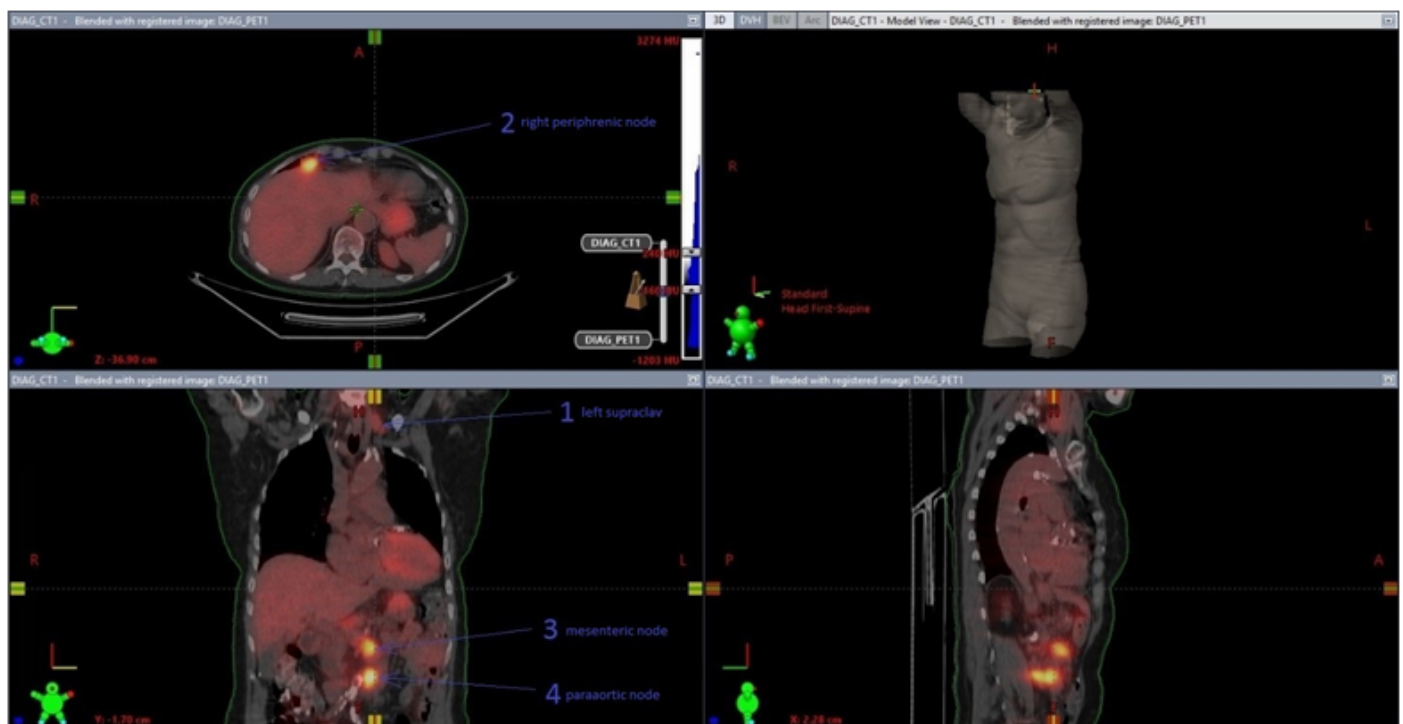 DIAG_CT1 - Blended with registered image: DIAG_PET1
3D DVH BEV Arc DIAG_CT1 - Model View - DIAG_CT1 - Blended with registered image: DIAG_PET1
A
3274 HU
2 right periphrenic node
R
DIAG_CT1
DIAG_PET1
P
Z: -36.90 cm
-1203 HU
H
R
L
Standard
Head First-Supine
F
DIAG_CT1 - Blended with registered image: DIAG_PET1
DIAG_CT1 - Blended with registered image: DIAG_PET1
H
1 left supraclav
R
L
3 mesenteric node
4 paraaortic node
Y: -1.70 cm
H
P
A
X: 2.28 cm